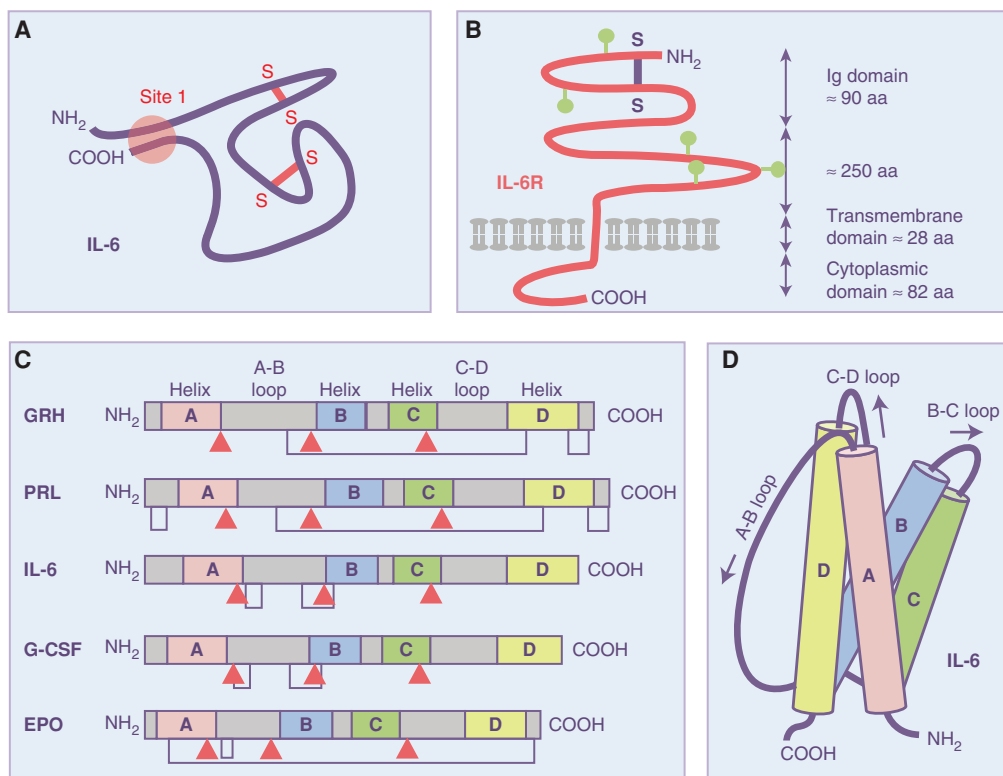 A
S
Site 1
S
NH2
COOH
S
S
IL-6
B
S
NH2
S
IL-6R
COOH
Ig domain
≈ 90 aa
≈ 250 aa
Transmembrane
domain ≈ 28 aa
Cytoplasmic
domain ≈ 82 aa
C
A-B
loop
C-D
loop
Helix Helix Helix Helix
GRH NH2 A B C D COOH
PRL NH2 A B C D COOH
IL-6 NH2 A B C D COOH
G-CSF NH2 A B C D COOH
EPO NH2 A B C D COOH
D
C-D loop
B-C loop
A-B loop
B
D A C
IL-6
COOH
NH2